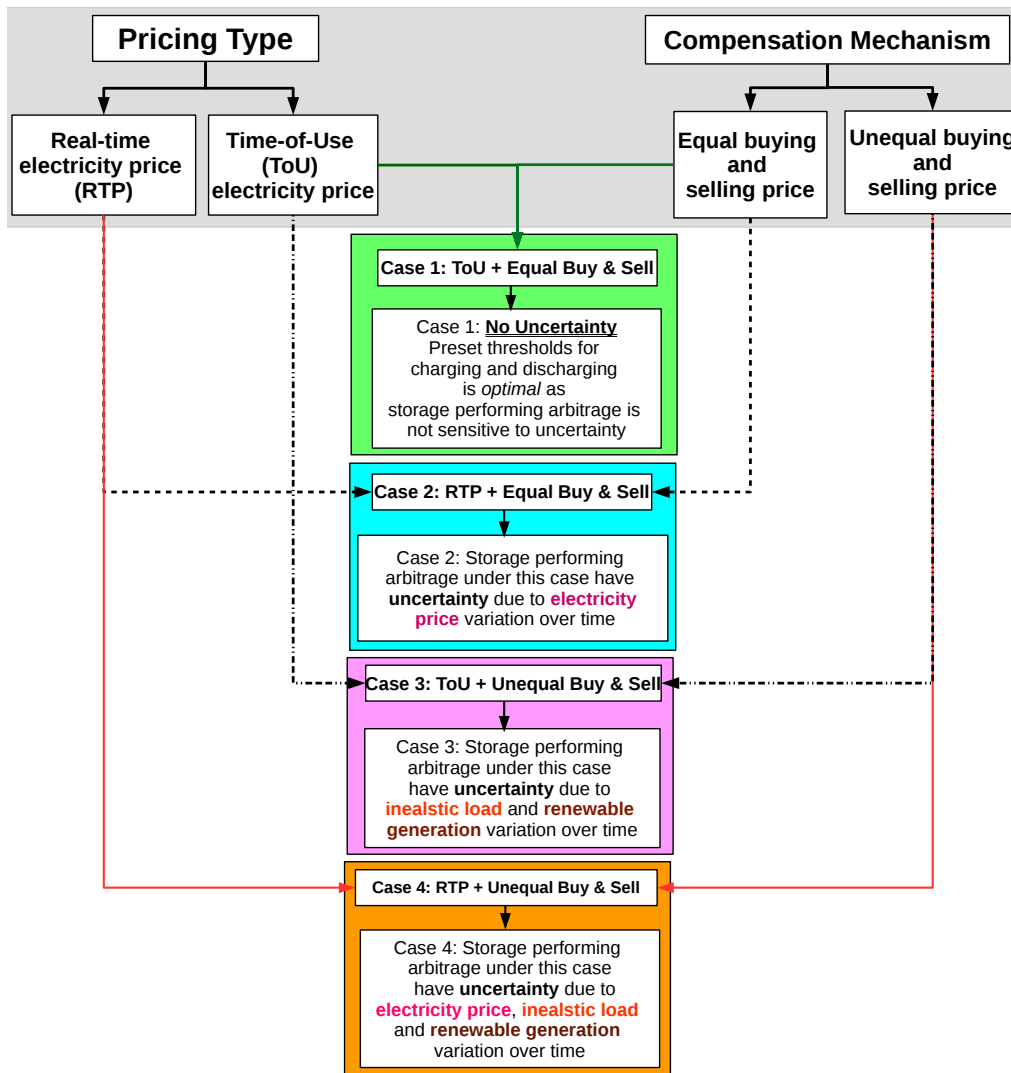 Pricing Type
Compensation Mechanism
Real-time
electricity price
(RTP)
Time-of-Use
(ToU)
electricity price
Equal buying
and
selling price
Unequal buying
and
selling price
Case 1: ToU + Equal Buy & Sell
Case 1: No Uncertainty
Preset thresholds for
charging and discharging
is optimal as
storage performing arbitrage is
not sensitive to uncertainty
Case 2: RTP + Equal Buy & Sell
Case 2: Storage performing
arbitrage under this case have
uncertainty due to electricity
price variation over time
Case 3: ToU + Unequal Buy & Sell
Case 3: Storage performing
arbitrage under this case
have uncertainty due to
inealstic load and renewable
generation variation over time
Case 4: RTP + Unequal Buy & Sell
Case 4: Storage performing
arbitrage under this case
have uncertainty due to
electricity price, inealstic load
and renewable generation
variation over time